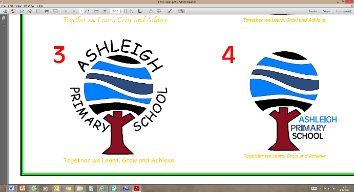 Together we Learn, Grow and Achieve
Together we Learn, Grow and Achieve
3
ASHLEIGH
PRIMARY SCHOOL
Together we Learn, Grow and Achieve
4
ASHLEIGH
PRIMARY
SCHOOL
Together we Learn, Grow and Achieve